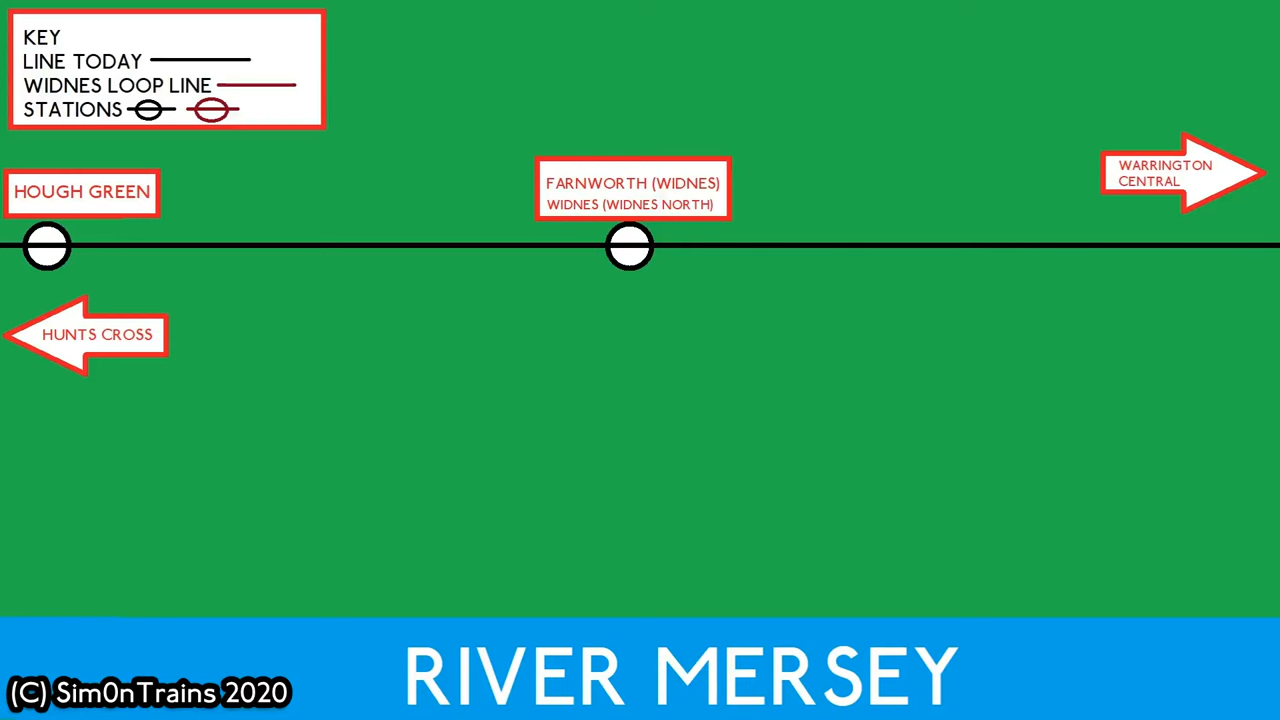 KEY
LINE TODAY
WIDNES LOOP LINE
STATIONS
HOUGH GREEN
FARNWORTH (WIDNES)
WIDNES (WIDNES NORTH)
WARRINGTON
CENTRAL
HUNTS CROSS
RIVER MERSEY
(C) Sim0nTrains 2020